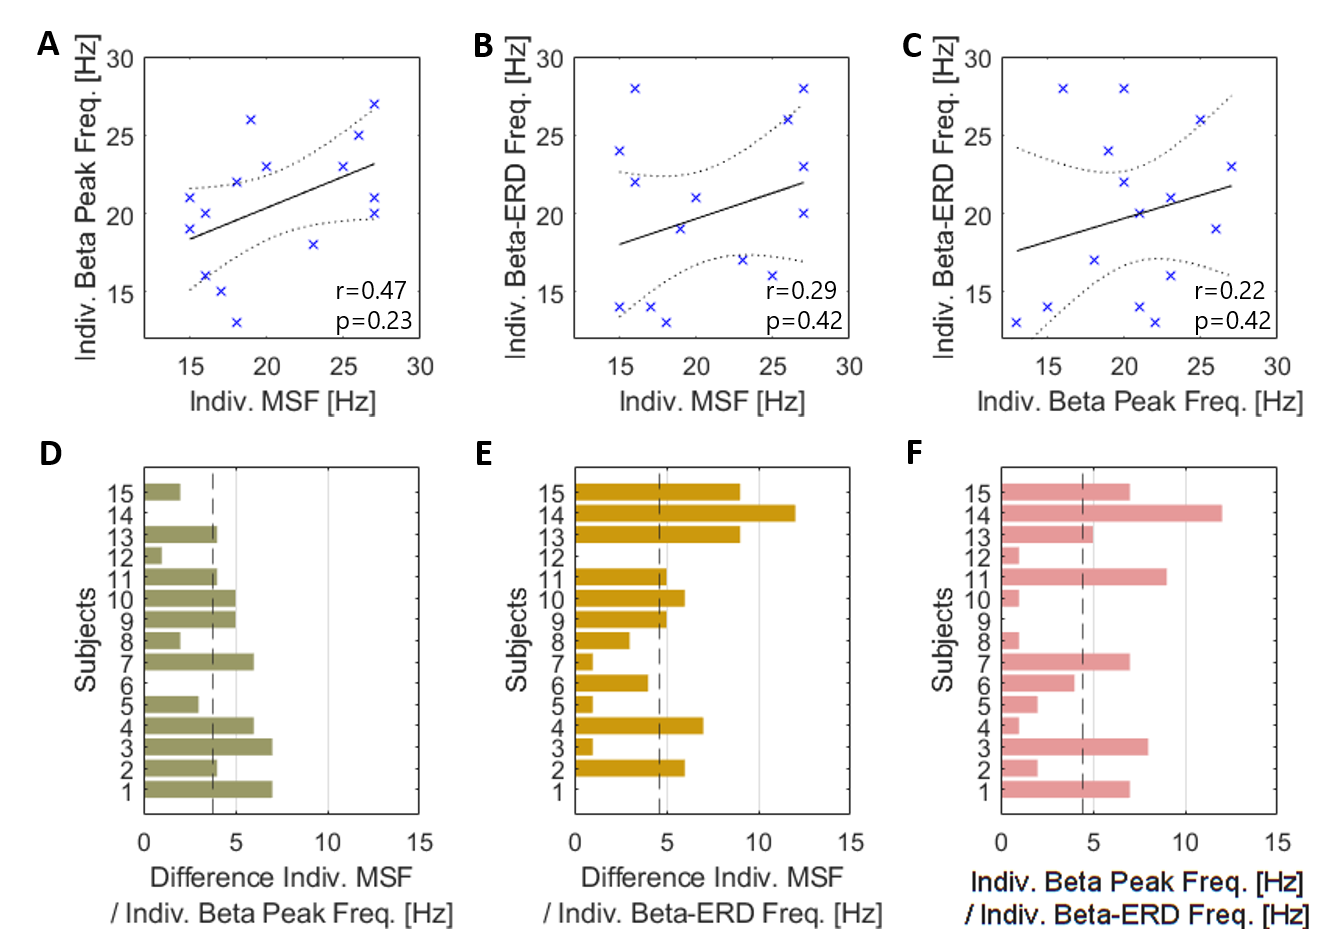 A
Indiv. Beta Peak Freq. [Hz]
30
25
20
15
15 20 25 30
r=0.47
p=0.23
Indiv. MSF [Hz]
B
Indiv. Beta-ERD Freq. [Hz]
30
25
20
15
15 20 25 30
r=0.29
p=0.42
Indiv. MSF [Hz]
C
Indiv. Beta-ERD Freq. [Hz]
30
25
20
15
15 20 25 30
r=0.22
p=0.42
Indiv. Beta Peak Freq. [Hz]
D
Subjects
15
14
13
12
11
10
9
8
7
6
5
4
3
2
1
0 5 10 15
Difference Indiv. MSF
/ Indiv. Beta Peak Freq. [Hz]
E
Subjects
15
14
13
12
11
10
9
8
7
6
5
4
3
2
1
0 5 10 15
Difference Indiv. MSF
/ Indiv. Beta-ERD Freq. [Hz]
F
Subjects
15
14
13
12
11
10
9
8
7
6
5
4
3
2
1
0 5 10 15
Indiv. Beta Peak Freq. [Hz]
/ Indiv. Beta-ERD Freq. [Hz]